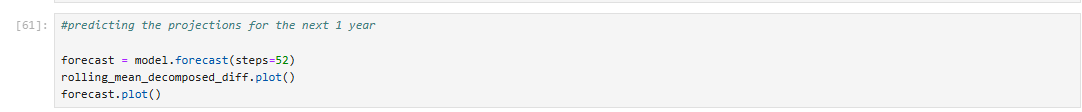 [61]: #predicting the projections for the next 1 year
forecast = model.forecast(steps=52)
rolling_mean_decomposed_diff.plot()
forecast.plot()